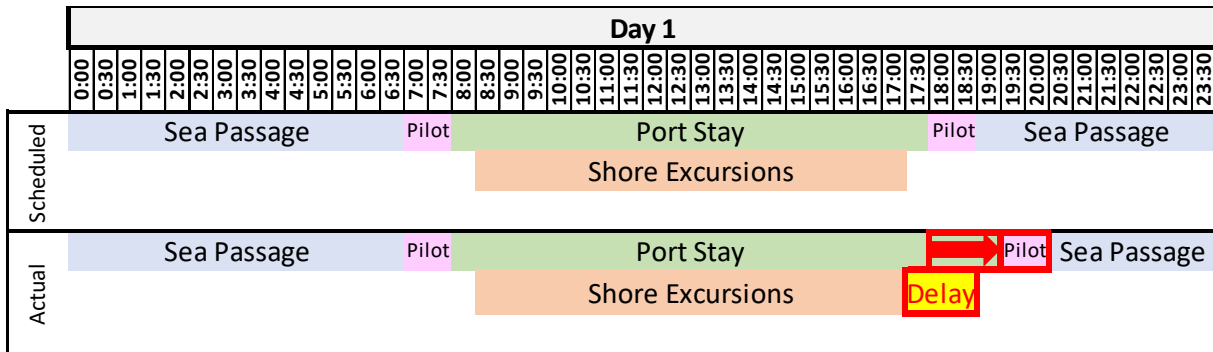 Day 1
0:00 0:30 1:00 1:30 2:00 2:30 3:00 3:30 4:00 4:30 5:00 5:30 6:00 6:30 7:00 7:30 8:00 8:30 9:00 9:30 10:00 10:30 11:00 11:30 12:00 12:30 13:00 13:30 14:00 14:30 15:00 15:30 16:00 16:30 17:00 17:30 18:00 18:30 19:00 19:30 20:00 20:30 21:00 21:30 22:00 22:30 23:00 23:30
Scheduled
Sea Passage Pilot Port Stay Pilot Sea Passage
Shore Excursions
Actual
Sea Passage Pilot Port Stay Pilot Sea Passage
Shore Excursions Delay